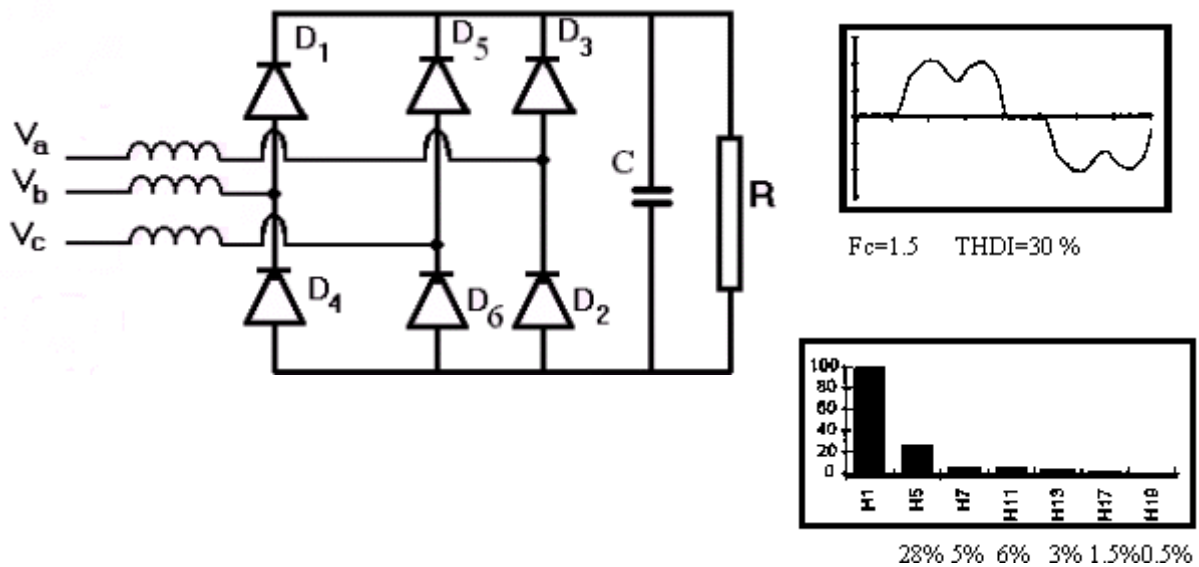 D1
D5
D3
Va
Vb
Vc
C
R
D4
D6
D2
Fc=1.5 THDI=30 %
100
80
60
40
20
0
H1
H5
H7
H11
H13
H17
H19
28% 5% 6% 3% 1.5%0.5%